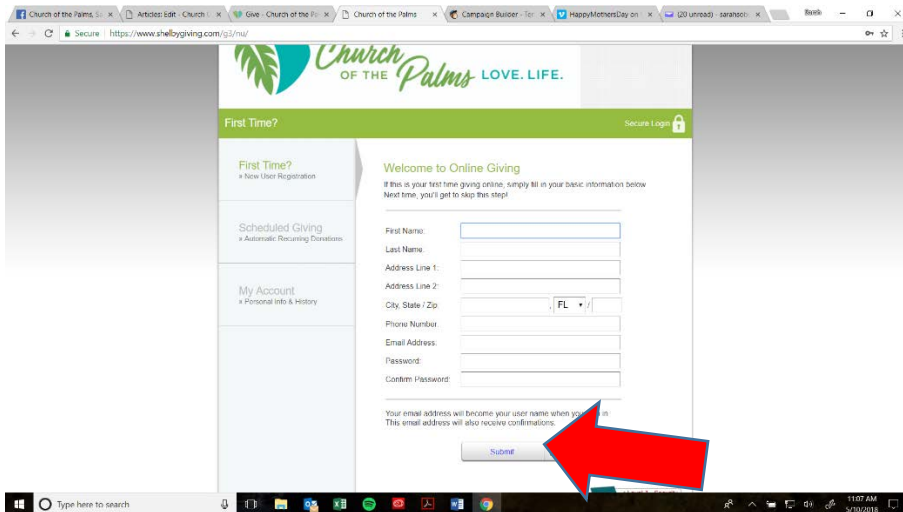 Church of the Palms, S
Articles: Edit - Church
Give - Church of the P
Church of the Palms
Campaign Builder - Te
HappyMothersDay on
(20 unread) - sarahsot
Sarah
Secure https://www.shelbygiving.com/g3/nu/
Church
OF THE Palms LOVE. LIFE.
First Time?
Secure Login
First Time?
» New User Registration
Scheduled Giving
» Automatic Recurring Donations
My Account
» Personal Info & History
Welcome to Online Giving
If this is your first time giving online, simply fill in your basic information below
Next time, you'll get to skip this step!
First Name:
Last Name:
Address Line 1:
Address Line 2:
City, State / Zip:
, FL /
Phone Number:
Email Address:
Password:
Confirm Password:
Your email address will become your user name when you in
This email address will also receive confirmations.
Submit
Type here to search
11:07 AM
5/10/2018